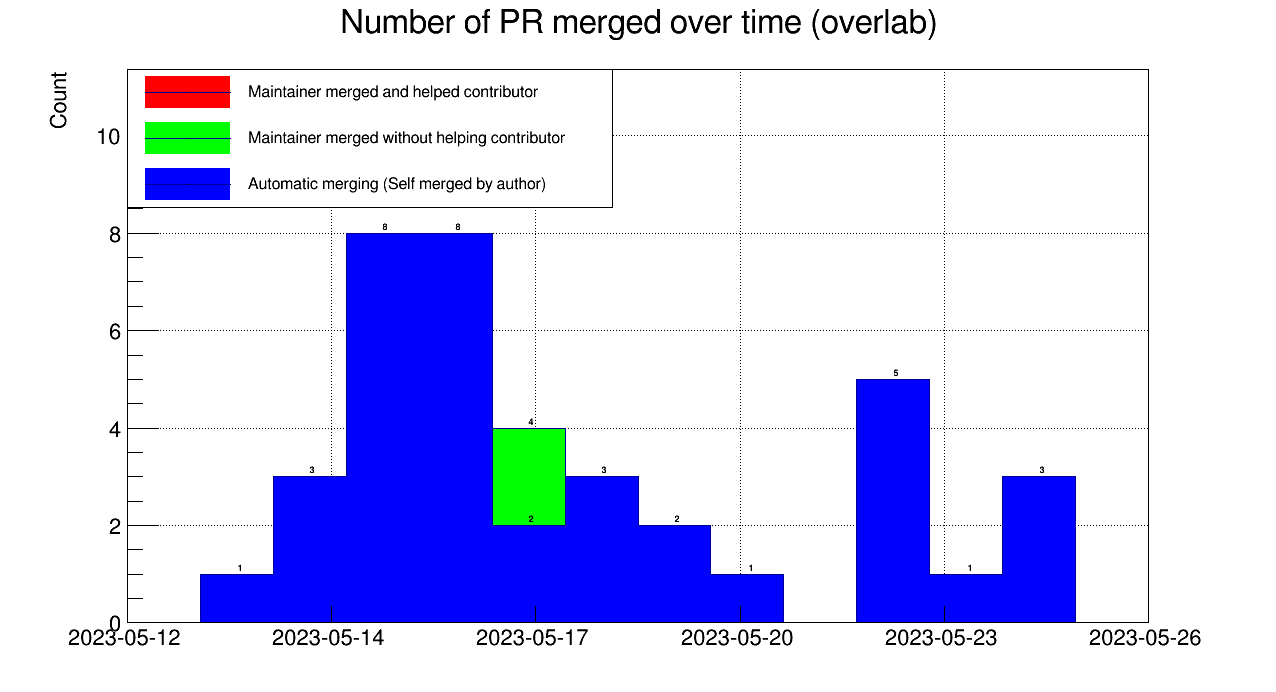 Number of PR merged over time (overlab)
Count
Maintainer merged and helped contributor
Maintainer merged without helping contributor
Automatic merging (Self merged by author)
10
8
6
4
2
0
8 8
4
5
3 3 3
2 2
1 1 1
2023-05-12 2023-05-14 2023-05-17 2023-05-20 2023-05-23 2023-05-26